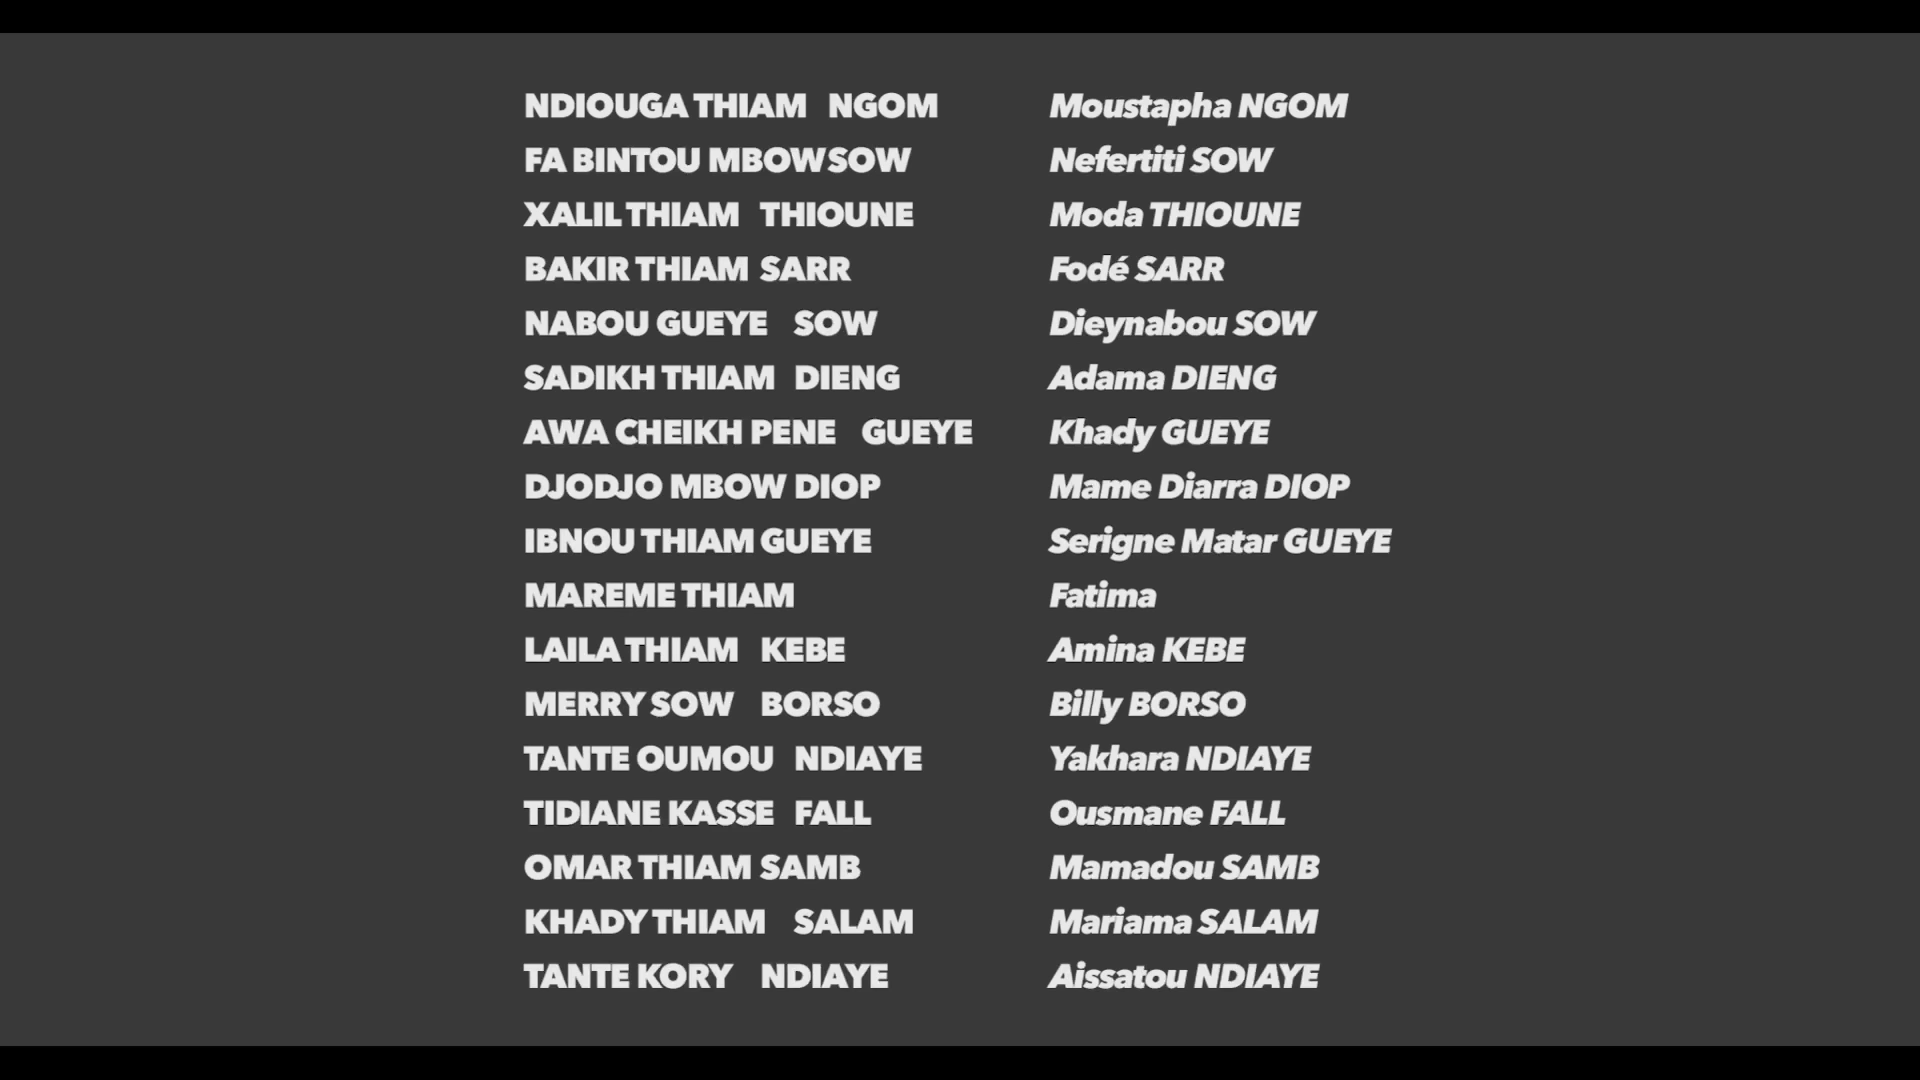 NDIOUGA THIAM NGOM Moustapha NGOM
FA BINTOU MBOWSOW Nefertiti SOW
XALIL THIAM THIOUNE Moda THIOUNE
BAKIR THIAM SARR Fodé SARR
NABOU GUEYE SOW Dieynabou SOW
SADIKH THIAM DIENG Adama DIENG
AWA CHEIKH PENE GUEYE Khady GUEYE
DJODJO MBOW DIOP Mame Diarra DIOP
IBNOU THIAM GUEYE Serigne Matar GUEYE
MAREME THIAM Fatima
LAILA THIAM KEBE Amina KEBE
MERRY SOW BORSO Billy BORSO
TANTE OUMOU NDIAYE Yakhara NDIAYE
TIDIANE KASSE FALL Ousmane FALL
OMAR THIAM SAMB Mamadou SAMB
KHADY THIAM SALAM Mariama SALAM
TANTE KORY NDIAYE Aissatou NDIAYE